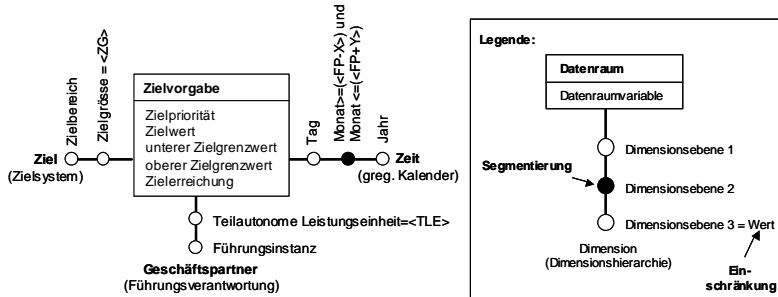 Zielbereich
Zielgrösse = <ZG>
Ziel
(Zielsystem)
Zielvorgabe
Zielpriorität
Zielwert
unterer Zielgrenzwert
oberer Zielgrenzwert
Zielerreichung
Tag
Monat>=(<FP-X>) und
Monat <=(<FP+Y>)
Jahr
Zeit
(greg. Kalender)
Teilautonome Leistungseinheit=<TLE>
Führungsinstanz
Geschäftspartner
(Führungsverantwortung)
Legende:
Datenraum
Datenraumvariable
Dimensionsebene 1
Segmentierung
Dimensionsebene 2
Dimensionsebene 3 = Wert
Dimension
(Dimensionshierarchie)
Ein-
schränkung